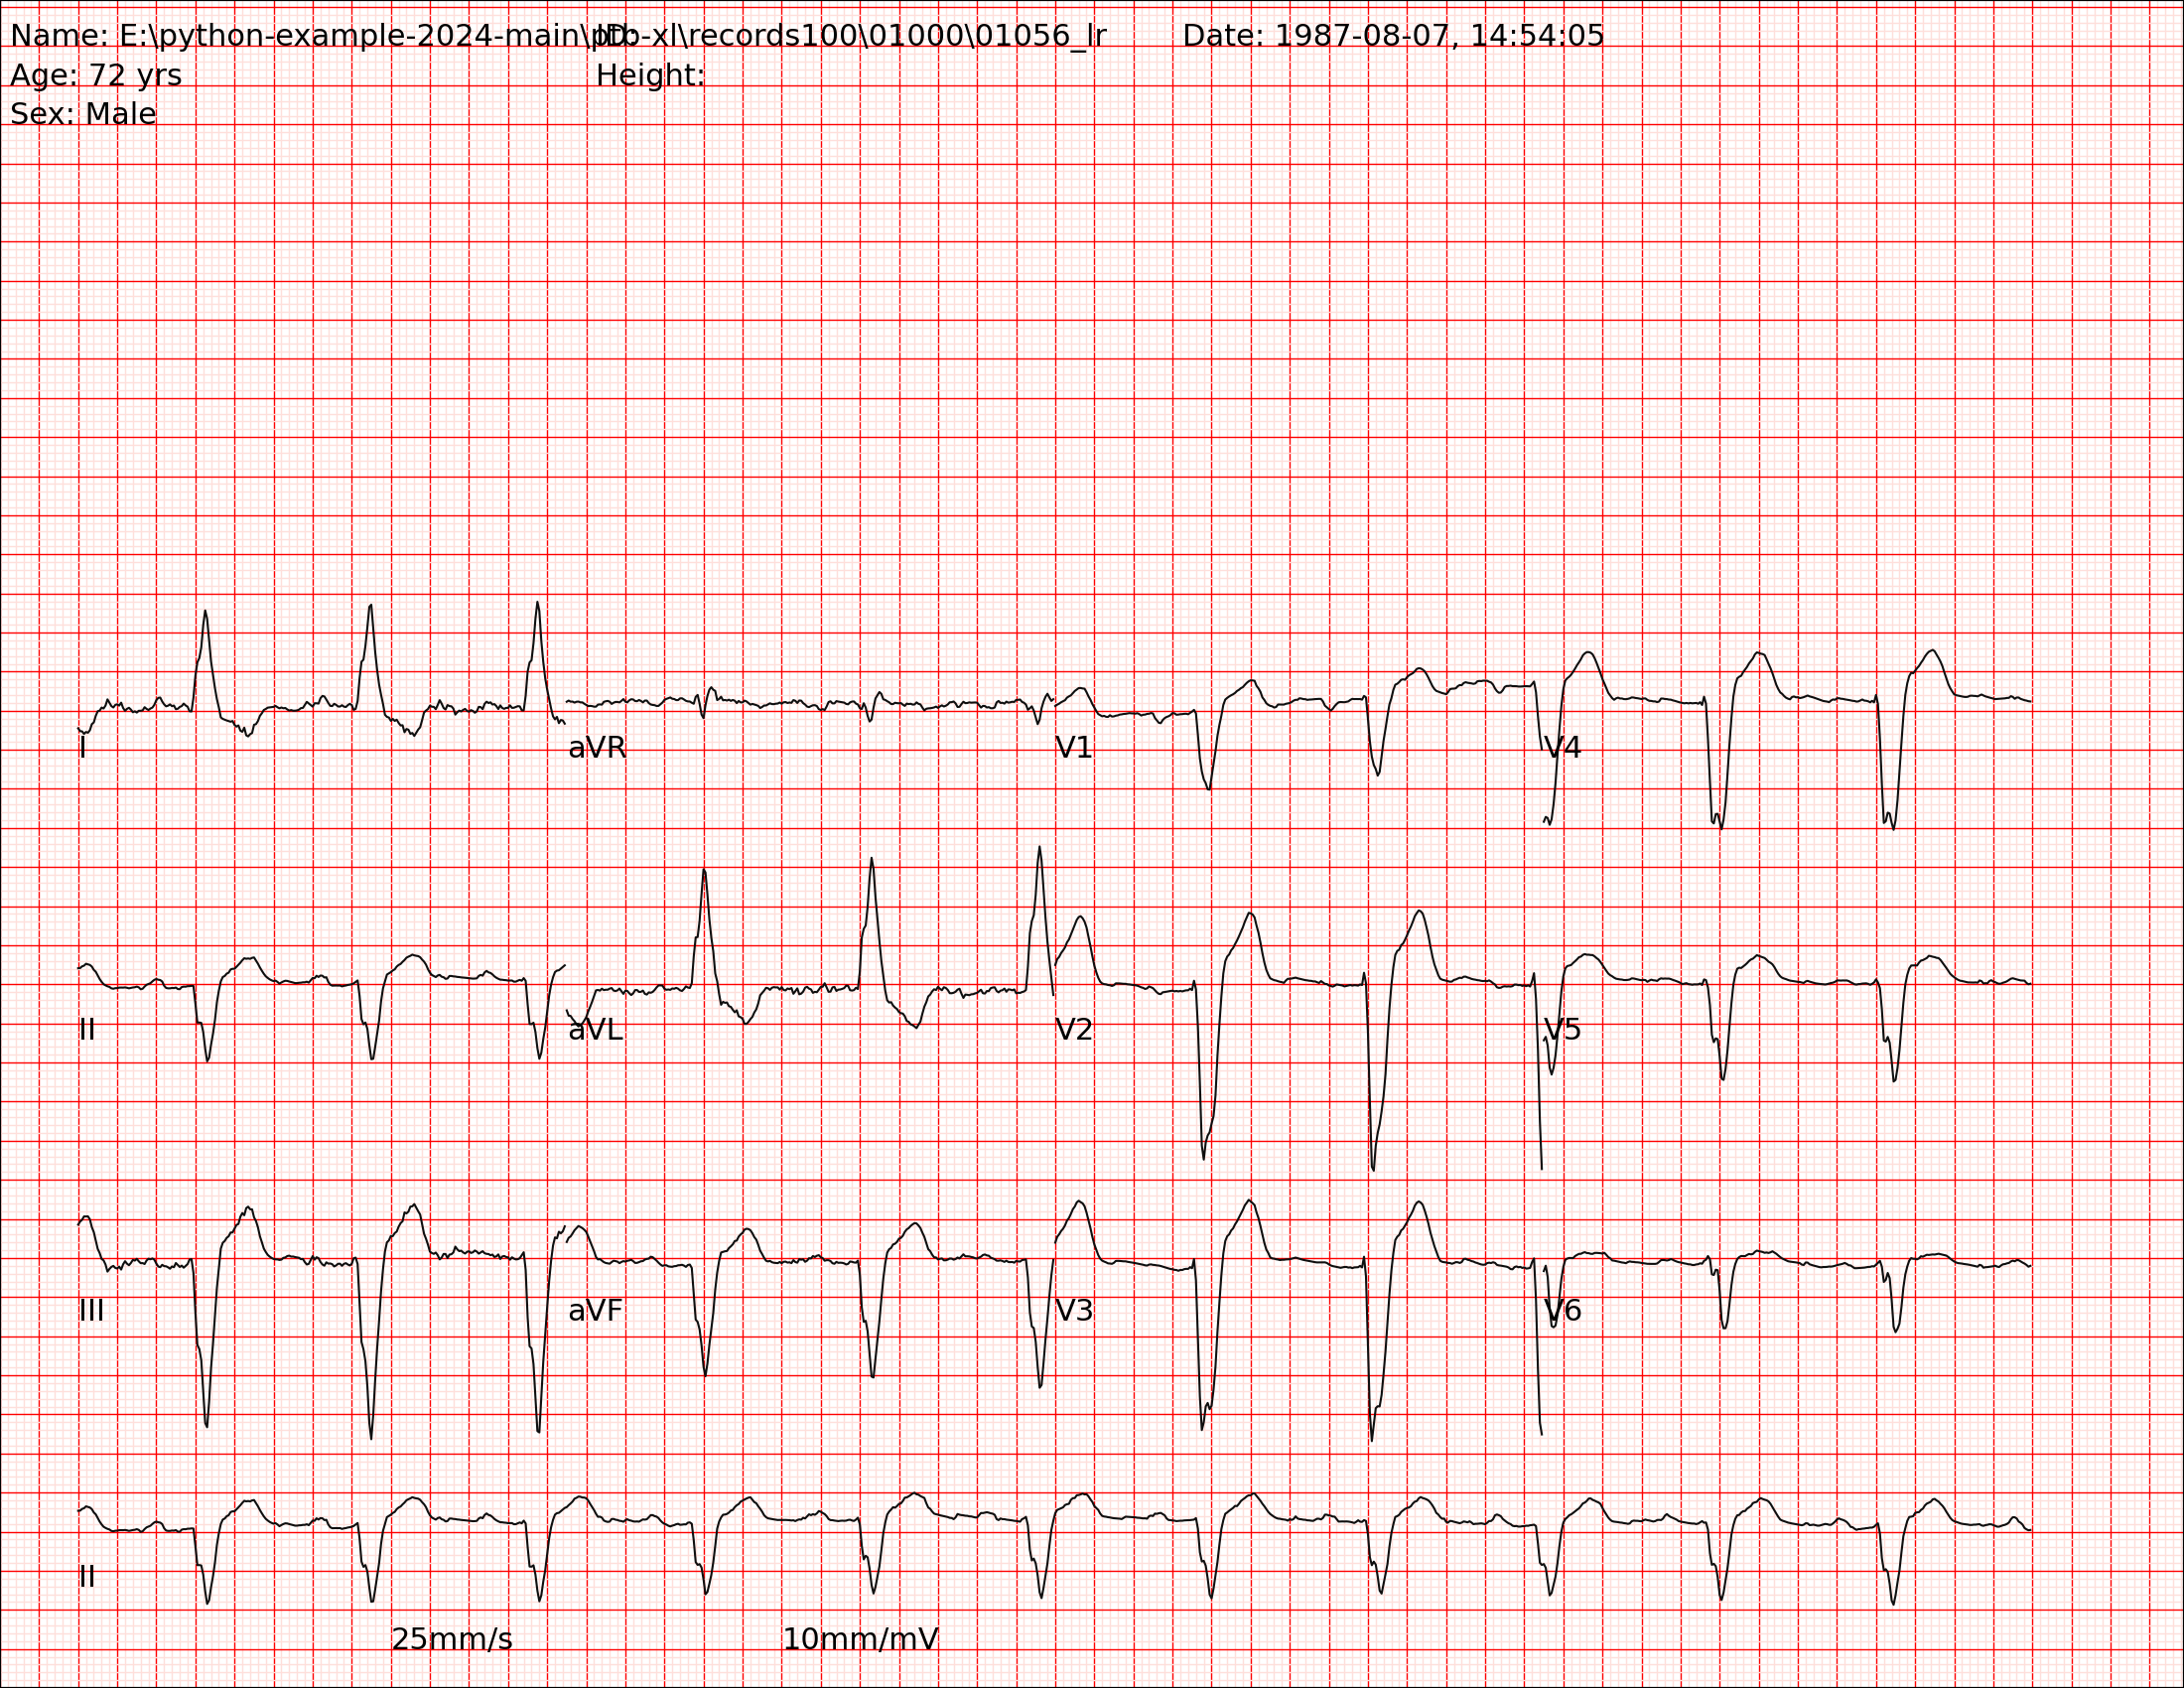 Name: E:\python-example-2024-main\ptb-xl\records100\01000\01056_lr ID: Date: 1987-08-07, 14:54:05
Age: 72 yrs Height:
Sex: Male
I aVR V1 V4
II aVL V2 V5
III aVF V3 V6
II
25mm/s 10mm/mV